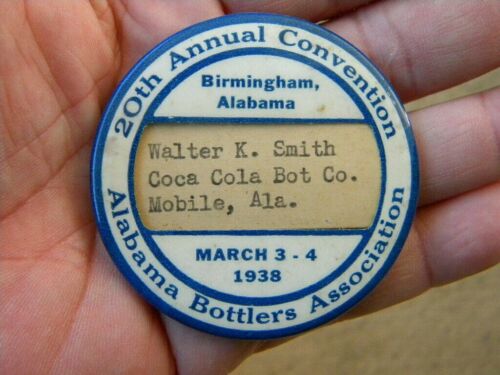 20th Annual Convention
Birmingham,
Alabama
Walter K. Smith
Coca Cola Bot Co.
Mobile, Ala.
MARCH 3 - 4
1938
Alabama Bottlers Association